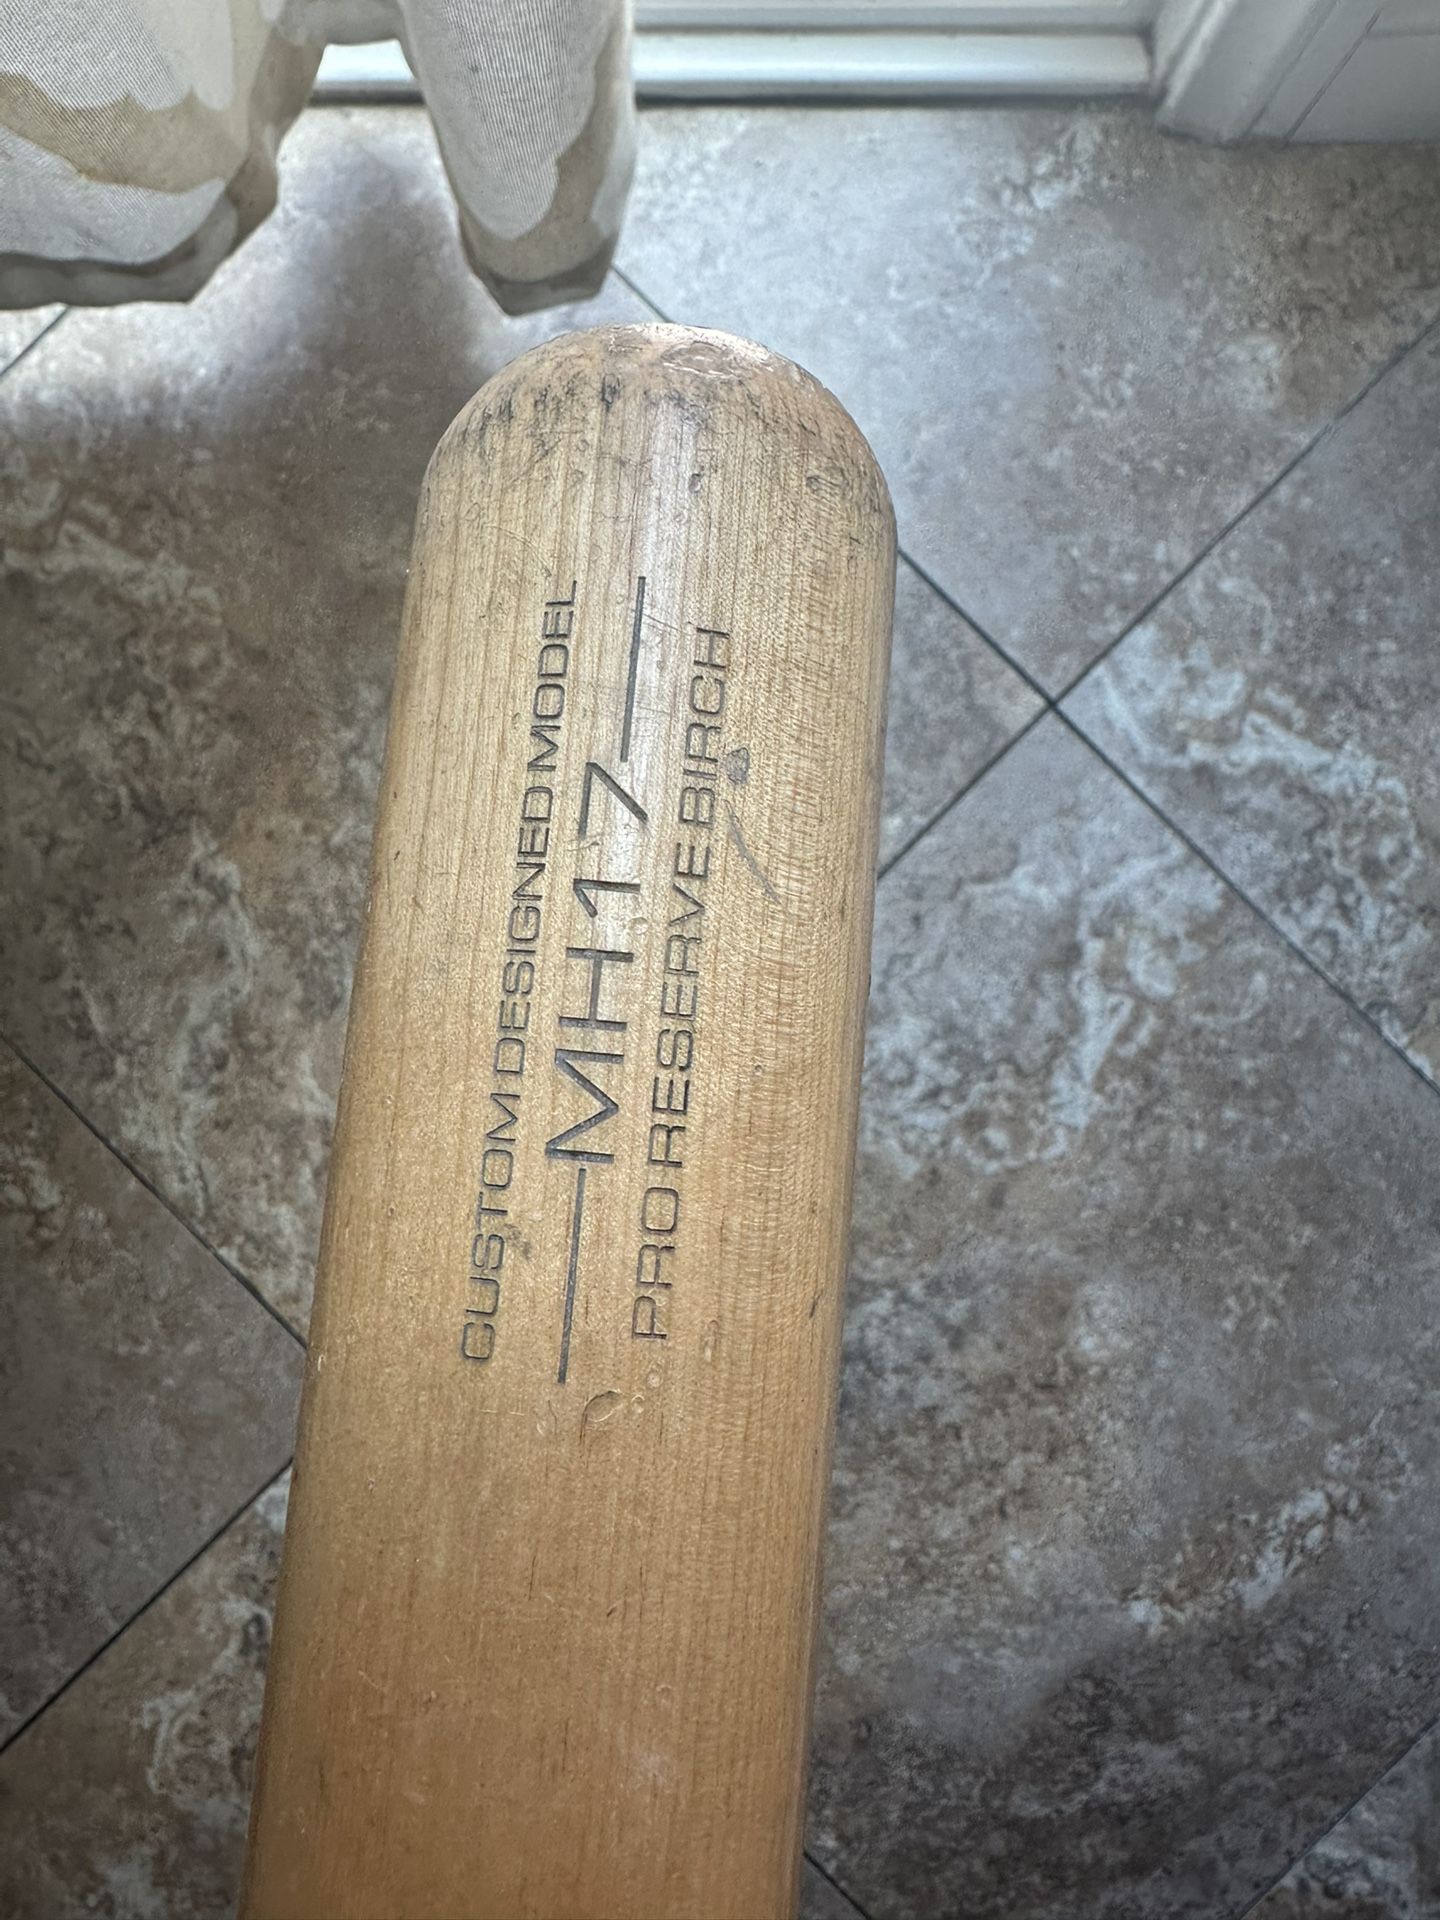 CUSTOM DESIGNED MODEL
MH17
PRO RESERVE BIRCH